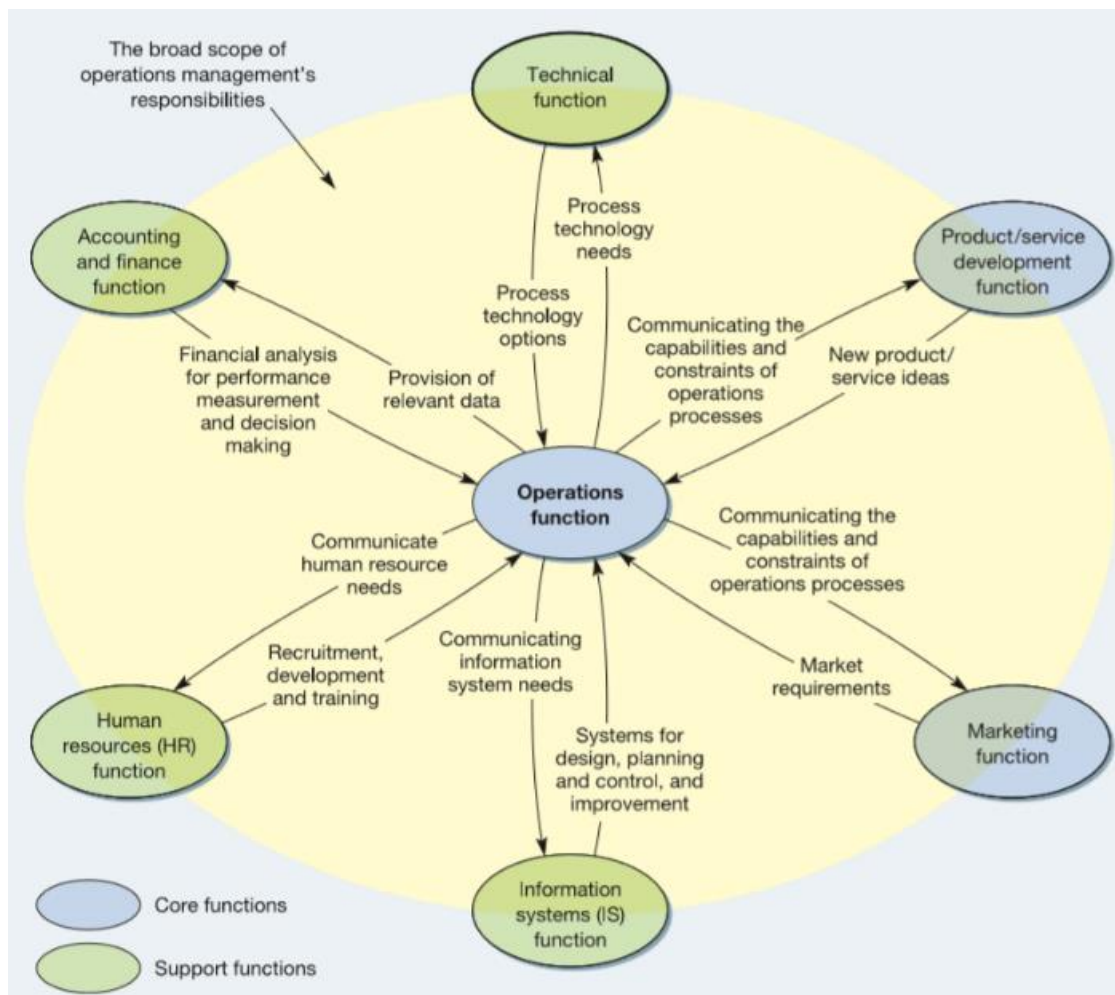 The broad scope of
operations management's
responsibilities
Technical
function
Accounting
and finance
function
Product/service
development
function
Process
technology
needs
Process
technology
options
Communicating the
capabilities and
constraints of
operations
processes
New product/
service ideas
Financial analysis
for performance
measurement
and decision
making
Provision of
relevant data
Operations
function
Communicating the
capabilities and
constraints of
operations processes
Communicate
human resource
needs
Recruitment,
development
and training
Communicating
information
system needs
Market
requirements
Systems for
design, planning
and control, and
improvement
Human
resources (HR)
function
Marketing
function
Information
systems (IS)
function
Core functions
Support functions